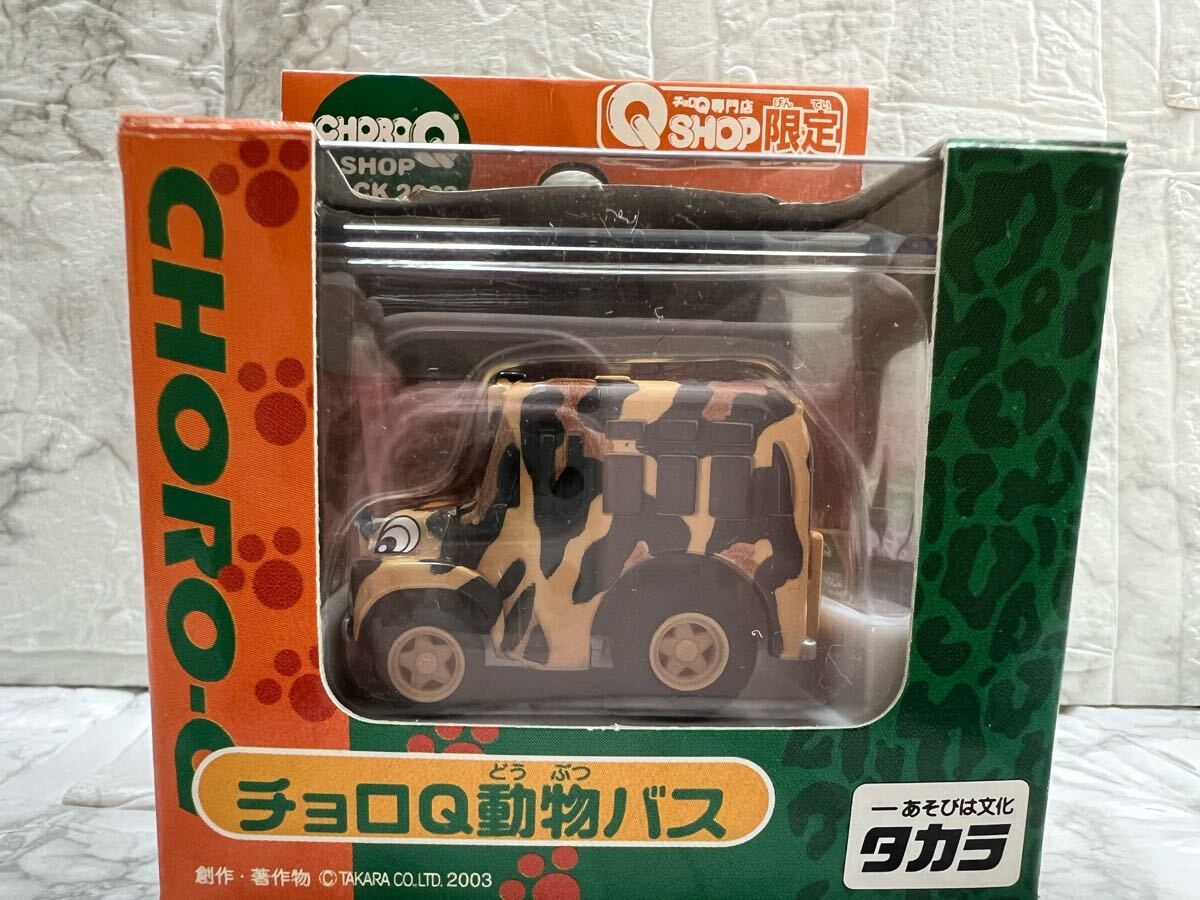 CHOROQ
SHOP
チョロQ専門店
Q SHOP
げん てい
限定
CHORO-Q
どう ぶつ
チョロQ動物バス
創作・著作物 ©TAKARA CO.,LTD. 2003
ーあそびは文化
タカラ